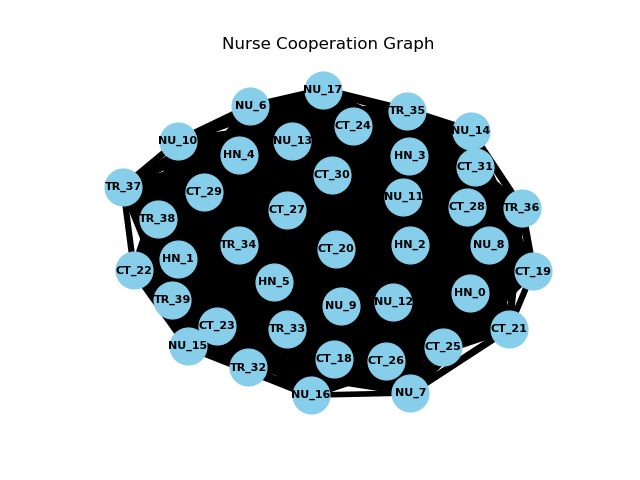 Nurse Cooperation Graph
NU_17
NU_6
TR_35
CT_24
NU_14
NU_10
NU_13
HN_4
HN_3
CT_31
CT_30
TR_37
CT_29
NU_11
CT_28
TR_36
CT_27
TR_38
TR_34
CT_20
HN_2
NU_8
HN_1
CT_22
CT_19
HN_5
HN_0
TR_39
NU_9
NU_12
CT_23
TR_33
CT_21
NU_15
CT_25
CT_18
CT_26
TR_32
NU_16
NU_7